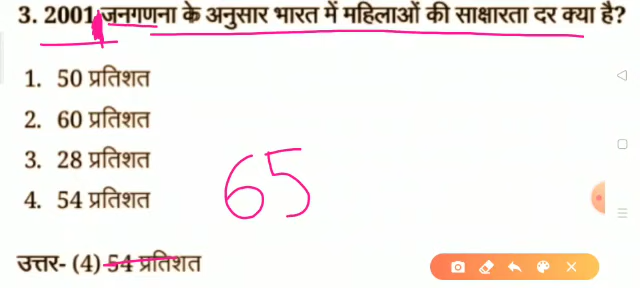 3. 2001 जनगणना के अनुसार भारत में महिलाओं की साक्षारता दर क्या है?
1. 50 प्रतिशत
2. 60 प्रतिशत
3. 28 प्रतिशत
4. 54 प्रतिशत
65
उत्तर- (4) 54 प्रतिशत